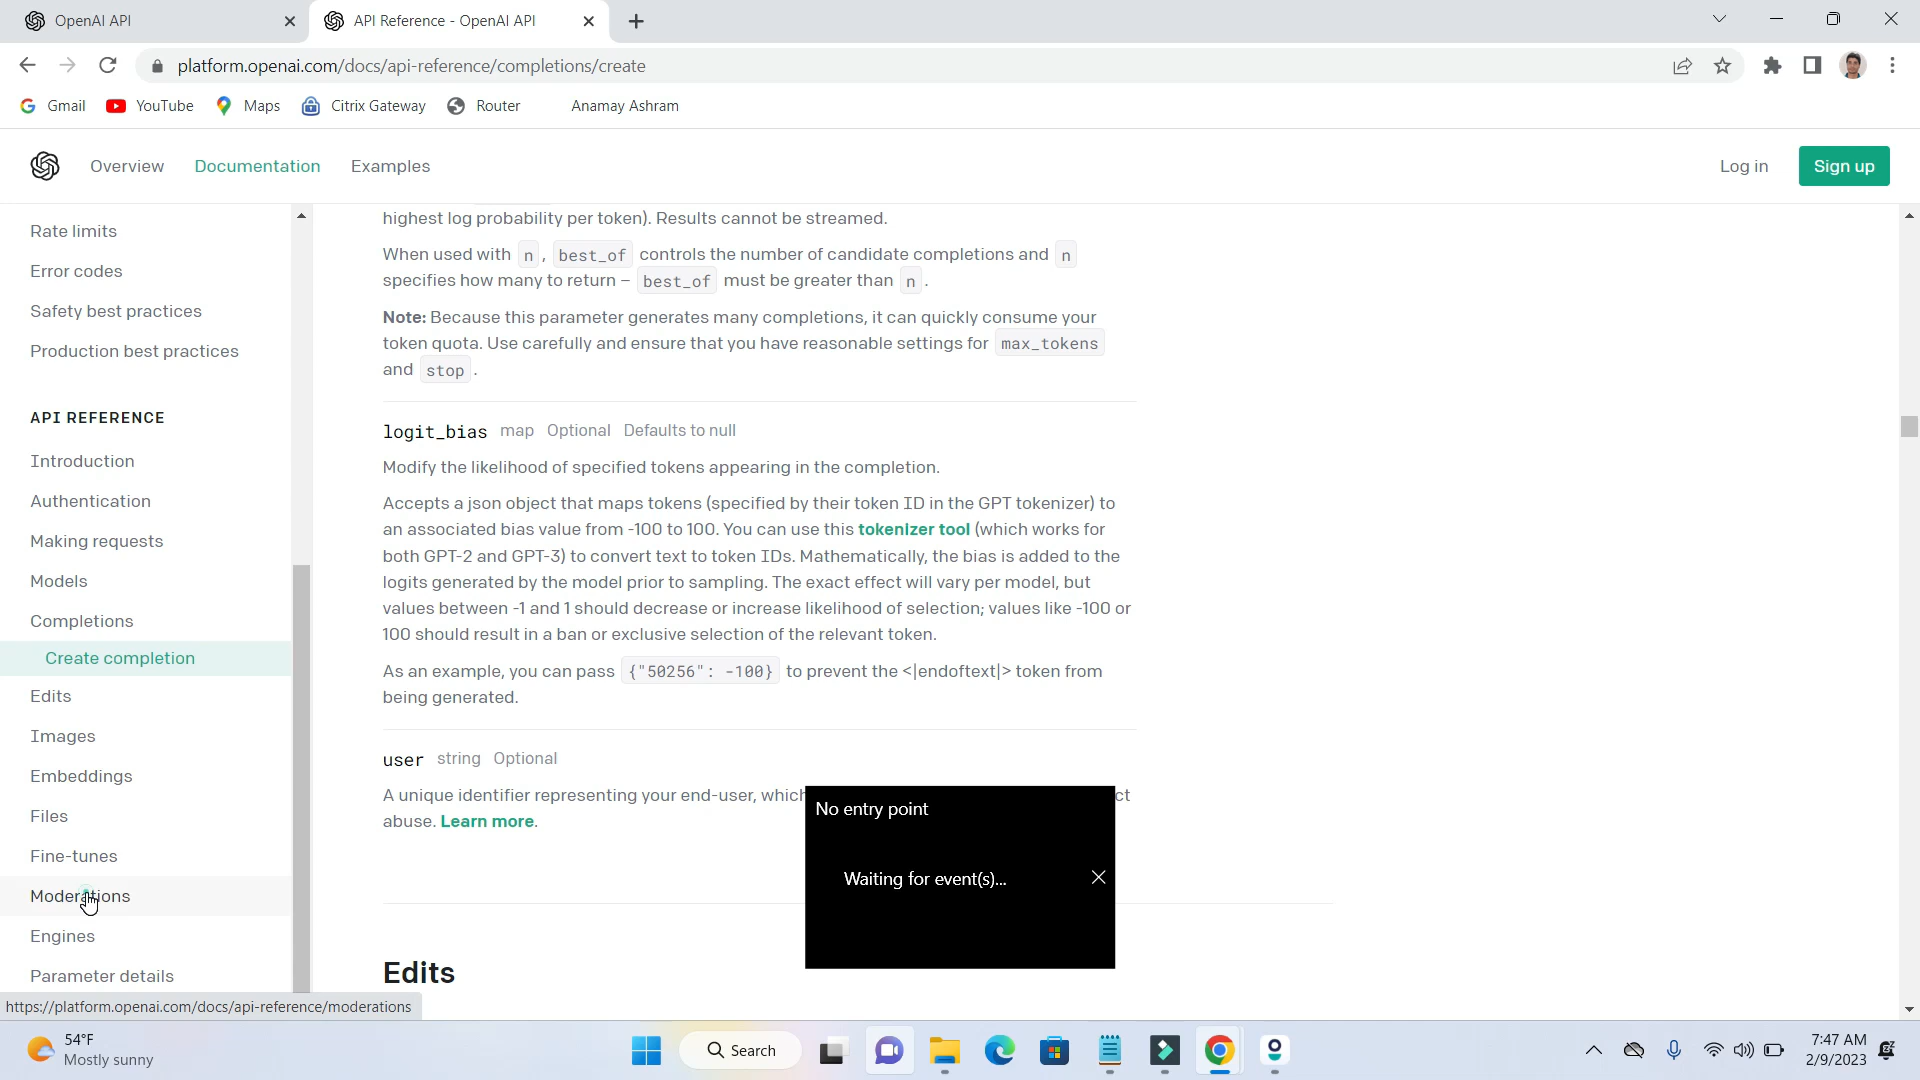 OpenAI API
API Reference - OpenAI API
platform.openai.com/docs/api-reference/completions/create
Gmail
YouTube
Maps
Citrix Gateway
Router
Anamay Ashram
Overview
Documentation
Examples
Log in
Sign up
Rate limits
Error codes
Safety best practices
Production best practices
API REFERENCE
Introduction
Authentication
Making requests
Models
Completions
Create completion
Edits
Images
Embeddings
Files
Fine-tunes
Moderations
Engines
Parameter details
https://platform.openai.com/docs/api-reference/moderations
highest log probability per token). Results cannot be streamed.
When used with n, best_of controls the number of candidate completions and n
specifies how many to return – best_of must be greater than n.
Note: Because this parameter generates many completions, it can quickly consume your
token quota. Use carefully and ensure that you have reasonable settings for max_tokens
and stop.
logit_bias map Optional Defaults to null
Modify the likelihood of specified tokens appearing in the completion.
Accepts a json object that maps tokens (specified by their token ID in the GPT tokenizer) to
an associated bias value from -100 to 100. You can use this tokenizer tool (which works for
both GPT-2 and GPT-3) to convert text to token IDs. Mathematically, the bias is added to the
logits generated by the model prior to sampling. The exact effect will vary per model, but
values between -1 and 1 should decrease or increase likelihood of selection; values like -100 or
100 should result in a ban or exclusive selection of the relevant token.
As an example, you can pass {"50256": -100} to prevent the <|endoftext|> token from
being generated.
user string Optional
A unique identifier representing your end-user, which ct
abuse. Learn more.
No entry point
Waiting for event(s)...
Edits
54°F
Mostly sunny
Search
7:47 AM
2/9/2023